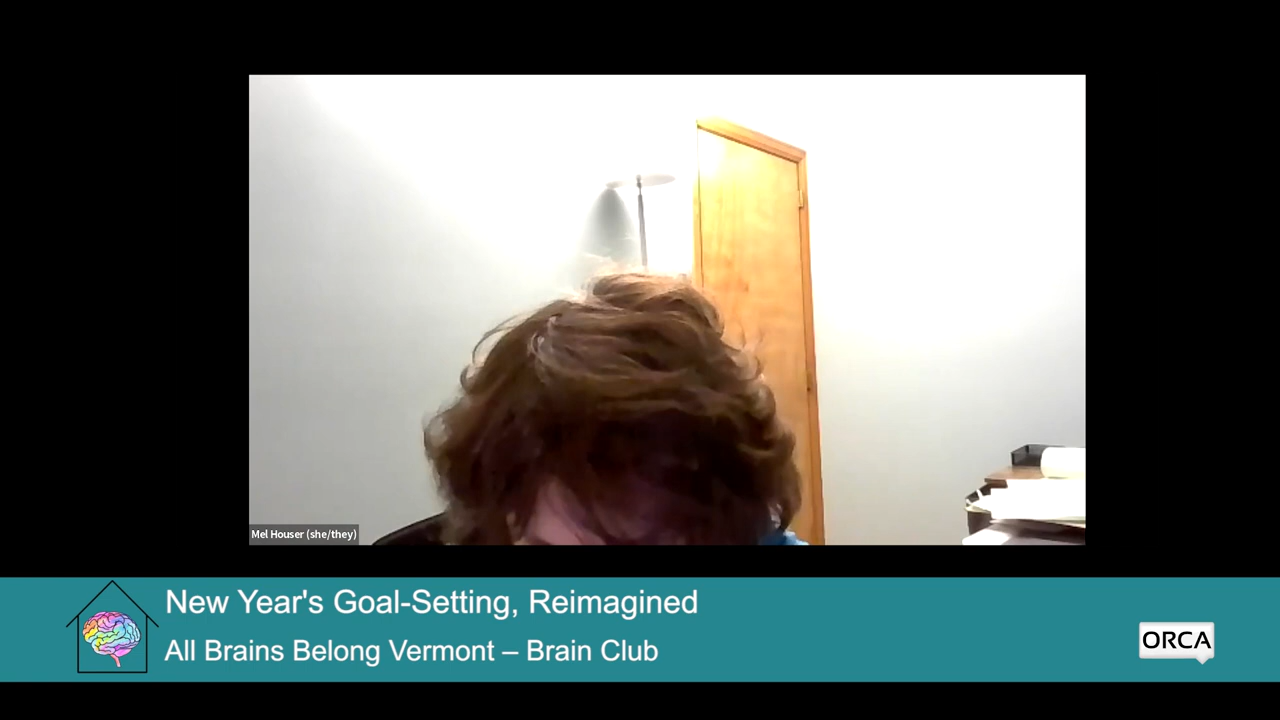 Mel Houser (she/they)
New Year's Goal-Setting, Reimagined
All Brains Belong Vermont – Brain Club
ORCA